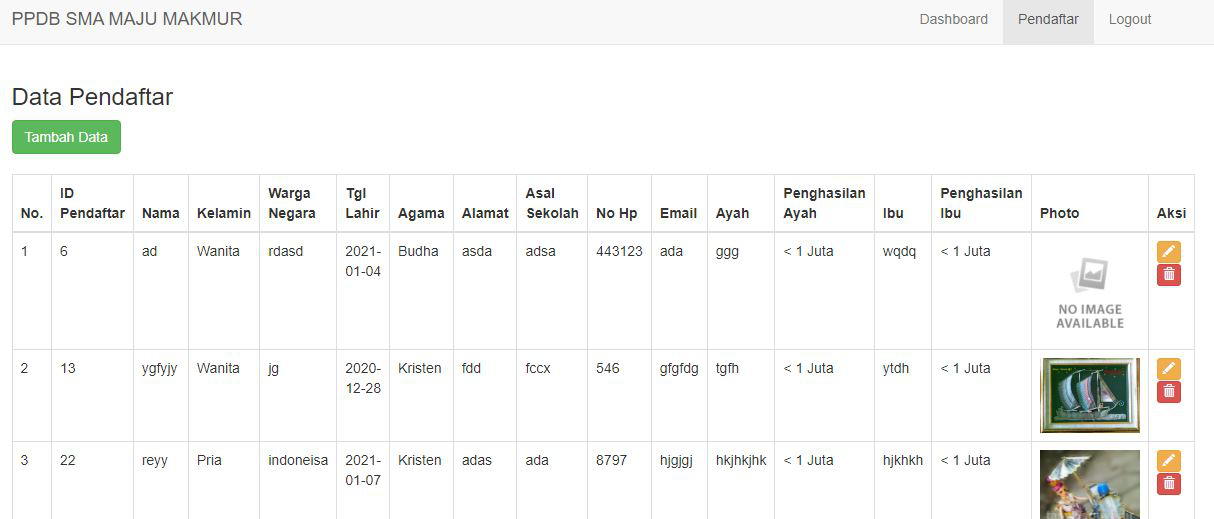 PPDB SMA MAJU MAKMUR Dashboard Pendaftar Logout
Data Pendaftar
Tambah Data
No. ID Pendaftar Nama Kelamin Warga Negara Tgl Lahir Agama Alamat Asal Sekolah No Hp Email Ayah Penghasilan Ayah Ibu Penghasilan Ibu Photo Aksi
1 6 ad Wanita rdasd 2021-01-04 Budha asda adsa 443123 ada ggg < 1 Juta wqdq < 1 Juta
NO IMAGE
AVAILABLE
2 13 ygfyjy Wanita jg 2020-12-28 Kristen fdd fccx 546 gfgfdg tgfh < 1 Juta ytdh < 1 Juta
3 22 reyy Pria indoneisa 2021-01-07 Kristen adas ada 8797 hjgjgj hkjhkjhk < 1 Juta hjkhkh < 1 Juta